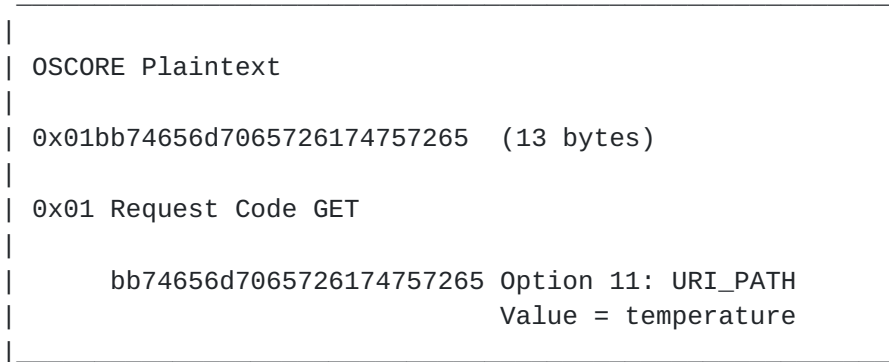 OSCORE Plaintext
0x01bb74656d7065726174757265 (13 bytes)
0x01 Request Code GET
bb74656d7065726174757265 Option 11: URI_PATH
Value = temperature